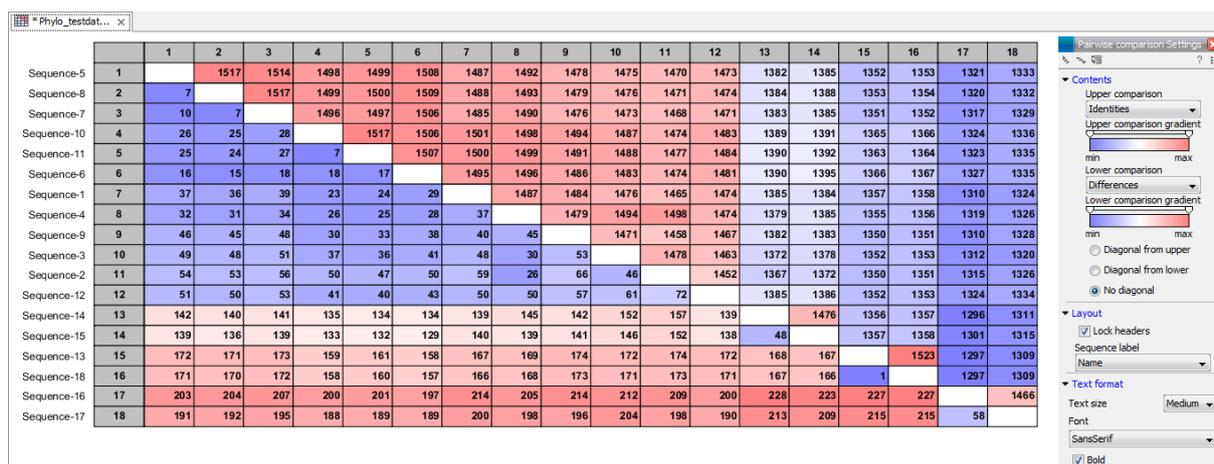 * Phylo_testdat... ×
1 2 3 4 5 6 7 8 9 10 11 12 13 14 15 16 17 18
Sequence-5 1 1517 1514 1498 1499 1508 1487 1492 1478 1475 1470 1473 1382 1385 1352 1353 1321 1333
Sequence-8 2 7 1517 1499 1500 1509 1488 1493 1479 1476 1471 1474 1384 1388 1353 1354 1320 1332
Sequence-7 3 10 7 1496 1497 1506 1485 1490 1476 1473 1468 1471 1383 1385 1351 1352 1317 1329
Sequence-10 4 26 25 28 1517 1506 1501 1498 1494 1487 1474 1483 1389 1391 1365 1366 1324 1336
Sequence-11 5 25 24 27 7 1507 1500 1499 1491 1488 1477 1484 1390 1392 1363 1364 1323 1335
Sequence-6 6 16 15 18 18 17 1495 1496 1486 1483 1474 1481 1390 1395 1366 1367 1327 1335
Sequence-1 7 37 36 39 23 24 29 1487 1484 1476 1465 1474 1385 1384 1357 1358 1310 1324
Sequence-4 8 32 31 34 26 25 28 37 1479 1494 1498 1474 1379 1385 1355 1356 1319 1326
Sequence-9 9 46 45 48 30 33 38 40 45 1471 1458 1467 1382 1383 1350 1351 1310 1328
Sequence-3 10 49 48 51 37 36 41 48 30 53 1478 1463 1372 1378 1352 1353 1312 1320
Sequence-2 11 54 53 56 50 47 50 59 26 66 46 1452 1367 1372 1350 1351 1315 1326
Sequence-12 12 51 50 53 41 40 43 50 50 57 61 72 1385 1386 1352 1353 1324 1334
Sequence-14 13 142 140 141 135 134 134 139 145 142 152 157 139 1476 1356 1357 1296 1311
Sequence-15 14 139 136 139 133 132 129 140 139 141 146 152 138 48 1357 1358 1301 1315
Sequence-13 15 172 171 173 159 161 158 167 169 174 172 174 172 168 167 1523 1297 1309
Sequence-18 16 171 170 172 158 160 157 166 168 173 171 173 171 167 166 1 1297 1309
Sequence-16 17 203 204 207 200 201 197 214 205 214 212 209 200 228 223 227 227 1466
Sequence-17 18 191 192 195 188 189 189 200 198 196 204 198 190 213 209 215 215 58
Pairwise comparison Settings
?
Contents
Upper comparison
Identities
Upper comparison gradient
min max
Lower comparison
Differences
Lower comparison gradient
min max
Diagonal from upper
Diagonal from lower
No diagonal
Layout
Lock headers
Sequence label
Name
Text format
Text size Medium
Font
SansSerif
Bold